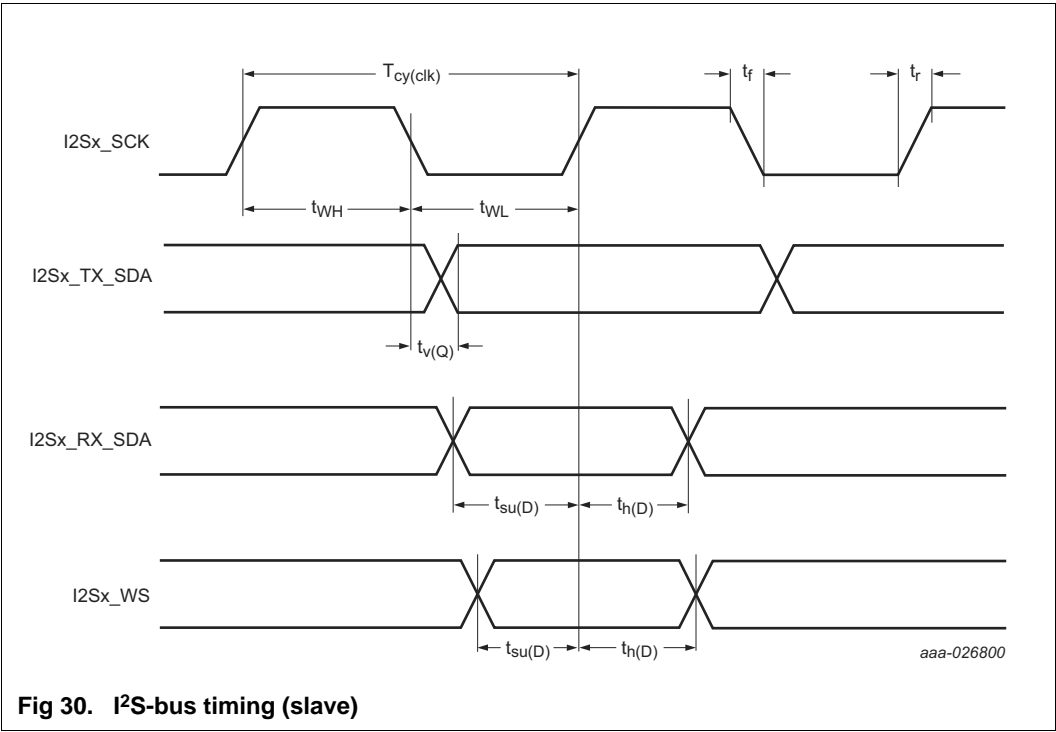 Tcy(clk)
tf
tr
I2Sx_SCK
tWH
tWL
I2Sx_TX_SDA
tv(Q)
I2Sx_RX_SDA
tsu(D)
th(D)
I2Sx_WS
tsu(D)
th(D)
aaa-026800
Fig 30. I2S-bus timing (slave)